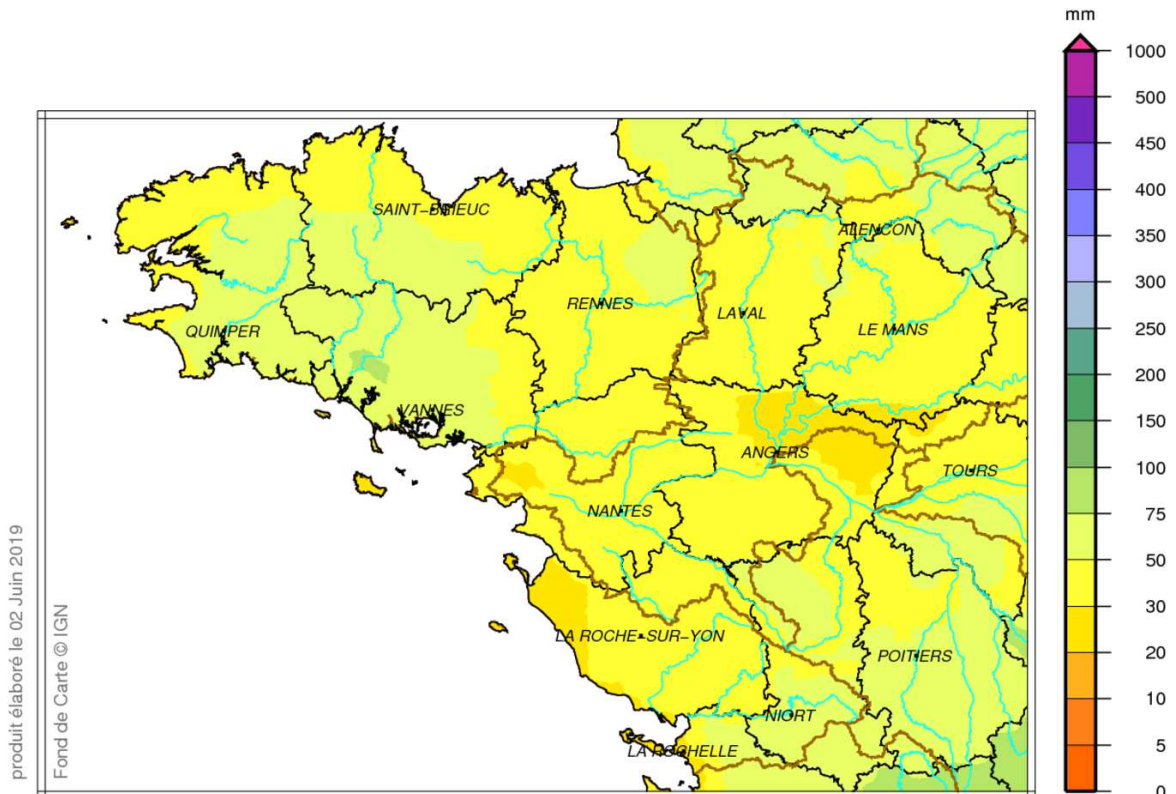 mm
1000
500
450
400
350
300
250
200
150
100
75
50
30
20
10
5
0
SAINT-BRIEUC
ALENCON
RENNES
LAVAL
QUIMPER
LE MANS
VANNES
ANGERS
TOURS
NANTES
LA ROCHE-SUR-YON
POITIERS
NIORT
LA ROCHELLE
produit élaboré le 02 Juin 2019
Fond de Carte © IGN